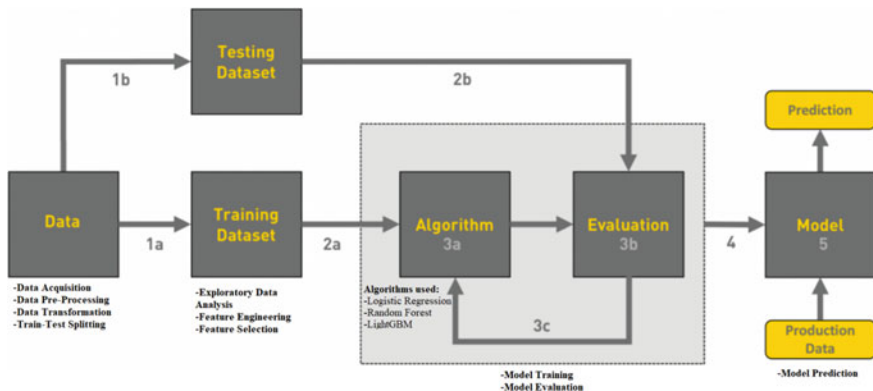 Testing
Dataset
1b
2b
Prediction
Data
Training
Dataset
Algorithm
3a
Evaluation
3b
Model
5
1a
2a
4
-Data Acquisition
-Data Pre-Processing
-Data Transformation
-Train-Test Splitting
-Exploratory Data
Analysis
-Feature Engineering
-Feature Selection
Algorithms used:
-Logistic Regression
-Random Forest
-LightGBM
3c
Production
Data
-Model Training
-Model Evaluation
-Model Prediction